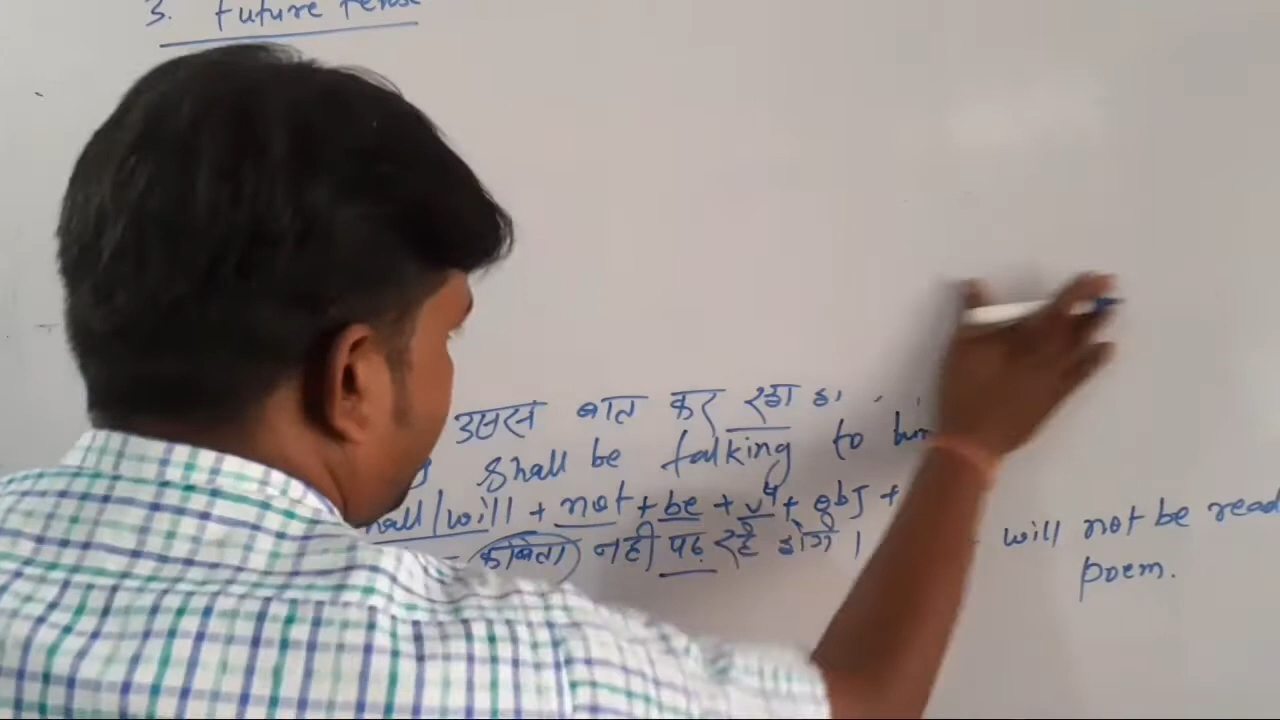 3. Future Tense
उससे बात कर रहा
shall be talking to him
shall/will + not + be + v4 + obj +
कविता नहीं पढ़ रहे होंगे।
will not be read
poem.